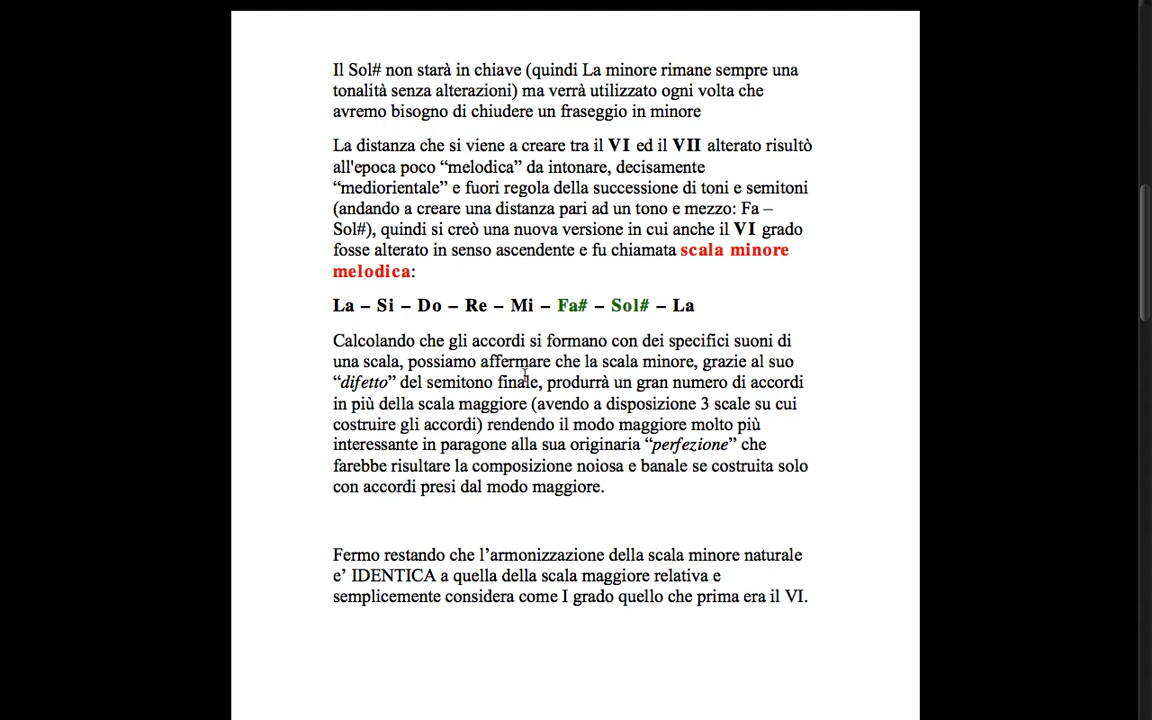 Il Sol# non starà in chiave (quindi La minore rimane sempre una
tonalità senza alterazioni) ma verrà utilizzato ogni volta che
avremo bisogno di chiudere un fraseggio in minore
La distanza che si viene a creare tra il VI ed il VII alterato risultò
all'epoca poco “melodica” da intonare, decisamente
“mediorientale” e fuori regola della successione di toni e semitoni
(andando a creare una distanza pari ad un tono e mezzo: Fa –
Sol#), quindi si creò una nuova versione in cui anche il VI grado
fosse alterato in senso ascendente e fu chiamata scala minore
melodica:
La – Si – Do – Re – Mi – Fa# – Sol# – La
Calcolando che gli accordi si formano con dei specifici suoni di
una scala, possiamo affermare che la scala minore, grazie al suo
“difetto” del semitono finale, produrrà un gran numero di accordi
in più della scala maggiore (avendo a disposizione 3 scale su cui
costruire gli accordi) rendendo il modo maggiore molto più
interessante in paragone alla sua originaria “perfezione” che
farebbe risultare la composizione noiosa e banale se costruita solo
con accordi presi dal modo maggiore.
Fermo restando che l’armonizzazione della scala minore naturale
e’ IDENTICA a quella della scala maggiore relativa e
semplicemente considera come I grado quello che prima era il VI.